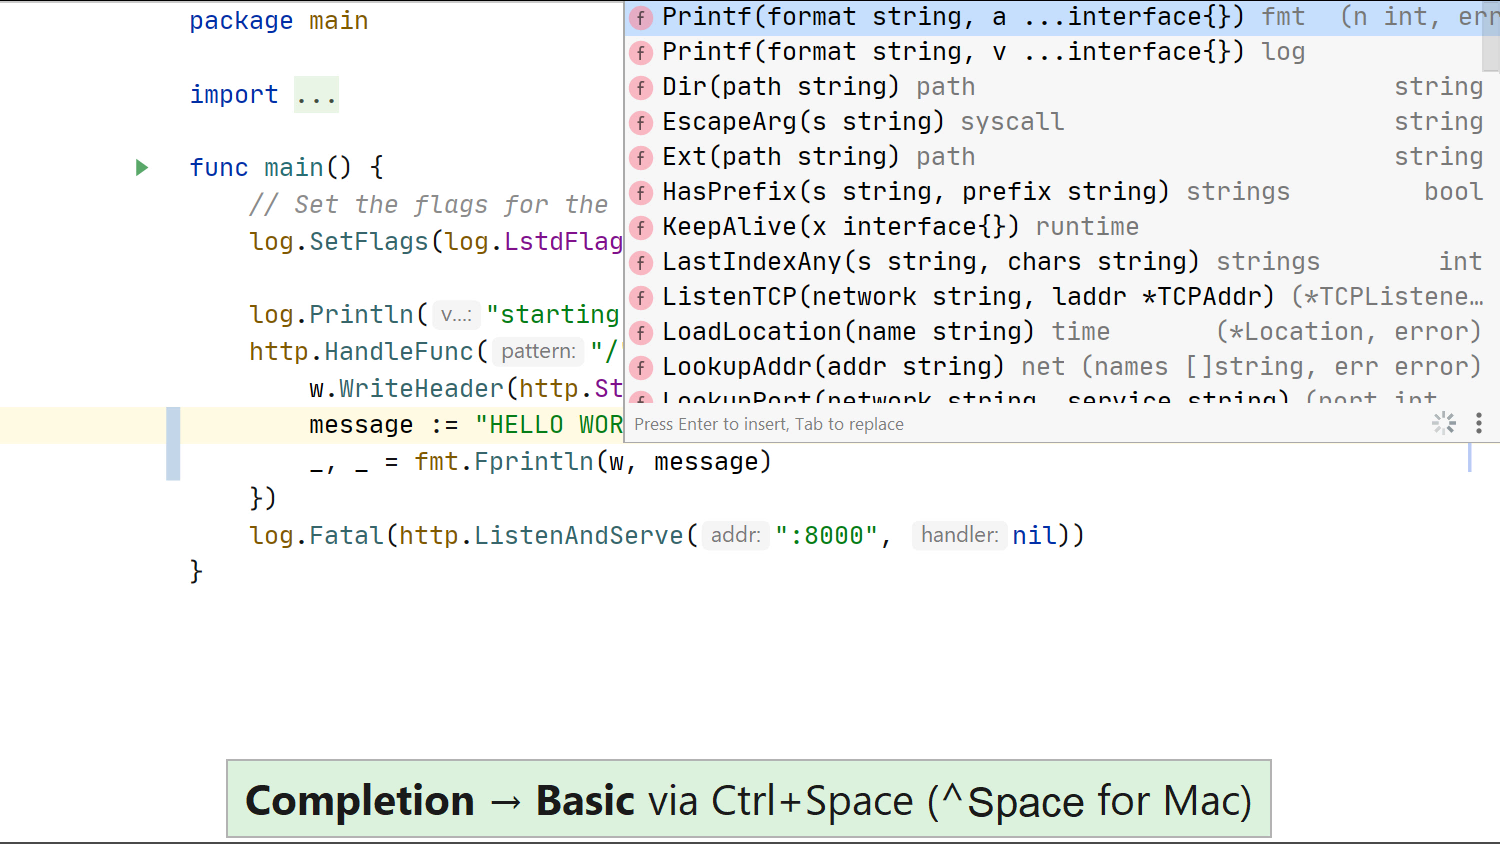 package main
import ...
func main() {
// Set the flags for the
log.SetFlags(log.LstdFlag
log.Println( v...: "starting
http.HandleFunc( pattern: "/
w.WriteHeader(http.St
message := "HELLO WOR
_, _ = fmt.Fprintln(w, message)
})
log.Fatal(http.ListenAndServe( addr: ":8000", handler: nil))
}
f Printf(format string, a ...interface{}) fmt (n int, err
f Printf(format string, v ...interface{}) log
f Dir(path string) path string
f EscapeArg(s string) syscall string
f Ext(path string) path string
f HasPrefix(s string, prefix string) strings bool
f KeepAlive(x interface{}) runtime
f LastIndexAny(s string, chars string) strings int
f ListenTCP(network string, laddr *TCPAddr) (*TCPListene…
f LoadLocation(name string) time (*Location, error)
f LookupAddr(addr string) net (names []string, err error)
f LookupPort(network string, service string) (port int
Press Enter to insert, Tab to replace
Completion → Basic via Ctrl+Space (^Space for Mac)